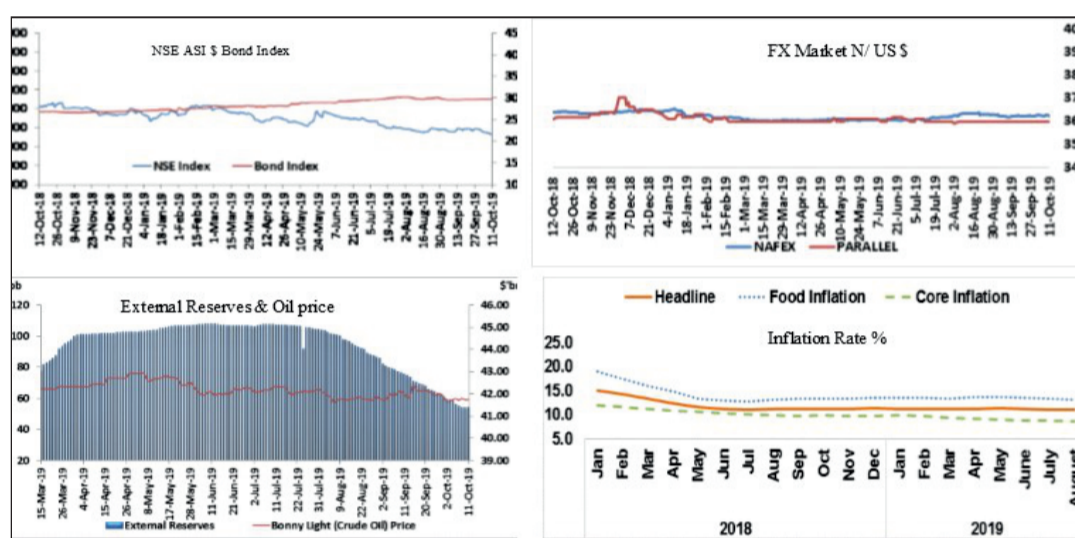 NSE ASI $ Bond Index
45
40
35
30
25
20
15
10
NSE Index
Bond Index
12-Oct-18
26-Oct-18
9-Nov-18
23-Nov-18
7-Dec-18
21-Dec-18
4-Jan-19
18-Jan-19
1-Feb-19
15-Feb-19
1-Mar-19
15-Mar-19
29-Mar-19
12-Apr-19
26-Apr-19
10-May-19
24-May-19
7-Jun-19
21-Jun-19
5-Jul-19
19-Jul-19
2-Aug-19
16-Aug-19
30-Aug-19
13-Sep-19
27-Sep-19
11-Oct-19
FX Market N/ US $
40
39
38
37
36
35
34
12-Oct-18
26-Oct-18
9-Nov-18
23-Nov-18
7-Dec-18
21-Dec-18
4-Jan-19
18-Jan-19
1-Feb-19
15-Feb-19
1-Mar-19
15-Mar-19
29-Mar-19
12-Apr-19
26-Apr-19
10-May-19
24-May-19
7-Jun-19
21-Jun-19
5-Jul-19
19-Jul-19
2-Aug-19
16-Aug-19
30-Aug-19
13-Sep-19
27-Sep-19
11-Oct-19
NAFEX
PARALLEL
External Reserves & Oil price
120
100
80
60
40
20
46.00
45.00
44.00
43.00
42.00
41.00
40.00
39.00
15-Mar-19
26-Mar-19
4-Apr-19
15-Apr-19
26-Apr-19
8-May-19
17-May-19
28-May-19
11-Jun-19
21-Jun-19
2-Jul-19
11-Jul-19
22-Jul-19
31-Jul-19
9-Aug-19
22-Aug-19
2-Sep-19
11-Sep-19
20-Sep-19
2-Oct-19
11-Oct-19
External Reserves
Bonny Light (Crude Oil) Price
Headline
Food Inflation
Core Inflation
Inflation Rate %
25.0
20.0
15.0
10.0
5.0
Jan
Feb
Mar
Apr
May
Jun
Jul
Aug
Sep
Oct
Nov
Dec
Jan
Feb
Mar
Apr
May
June
July
August
2018
2019